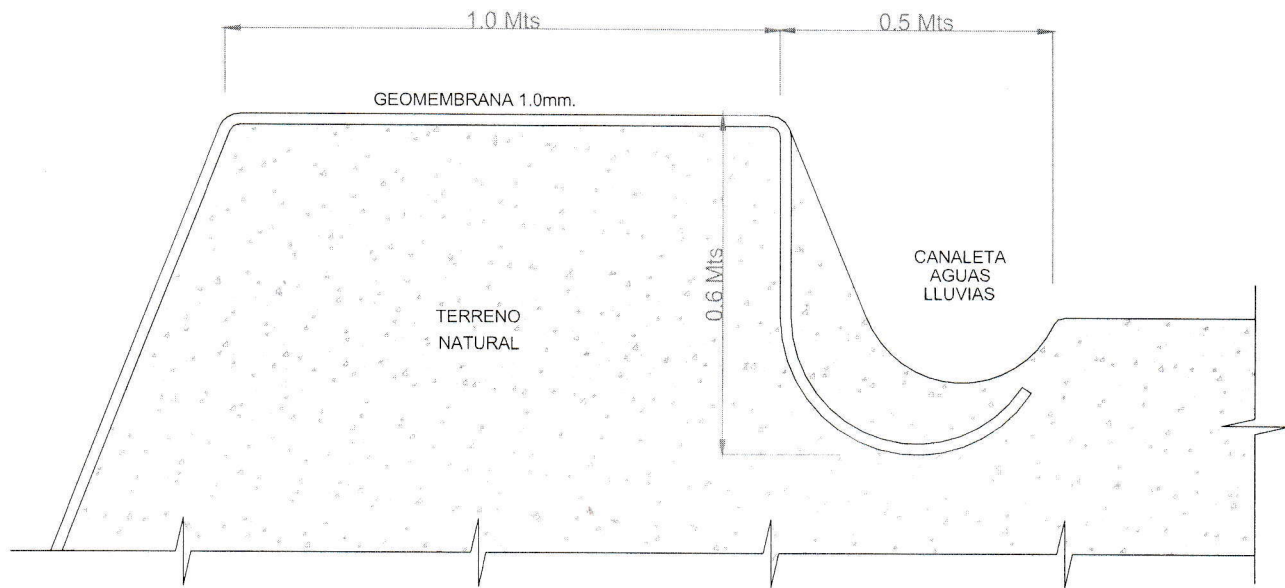 1.0 Mts
0.5 Mts
GEOMEMBRANA 1.0mm.
0.6 Mts
CANALETA
AGUAS
LLUVIAS
TERRENO
NATURAL